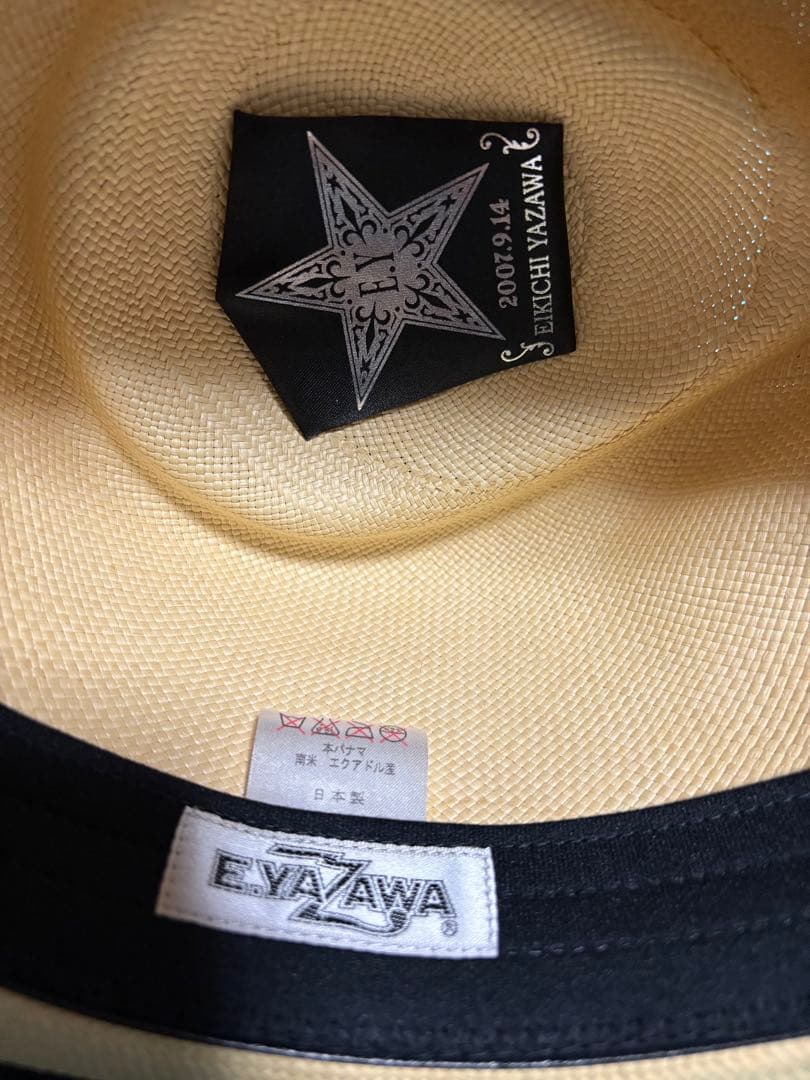 E.Y
2007.9.14
EIKICHI YAZAWA
本パナマ
南米 エクアドル産
日本製
E.YAZAWA®